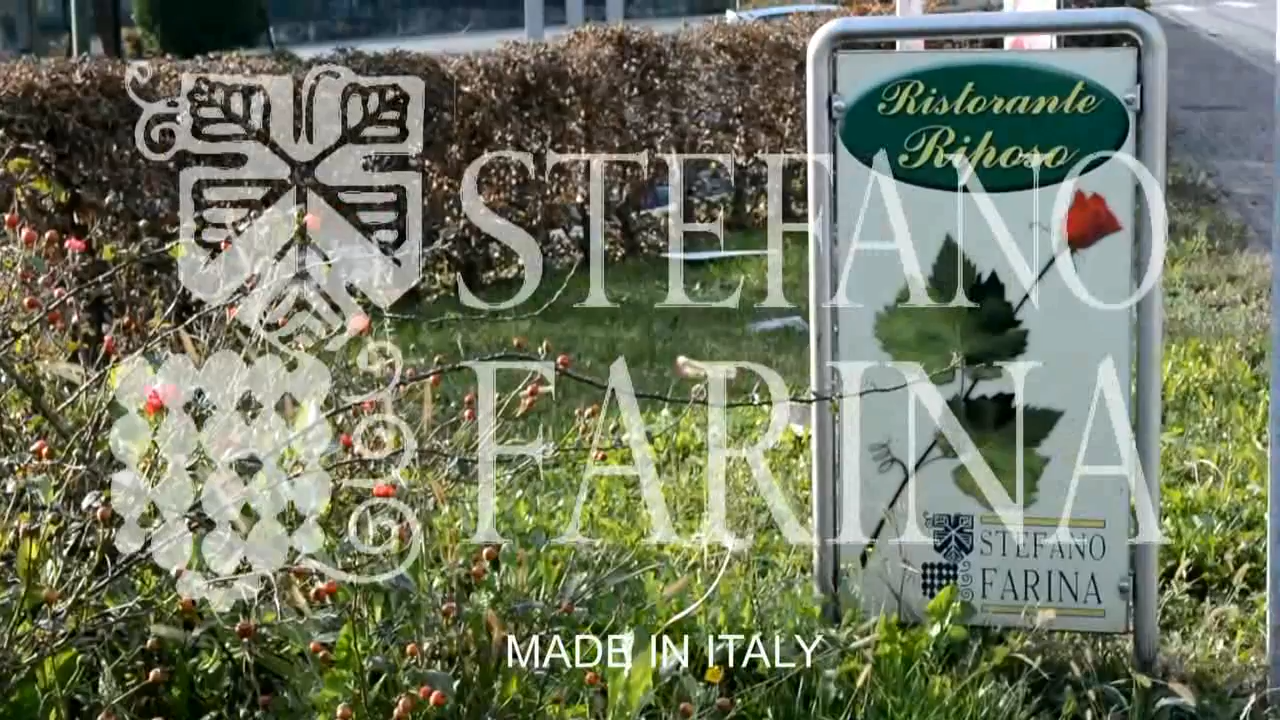 Ristorante
Riposo
STEFANO
FARINA
STEFANO
FARINA
MADE IN ITALY